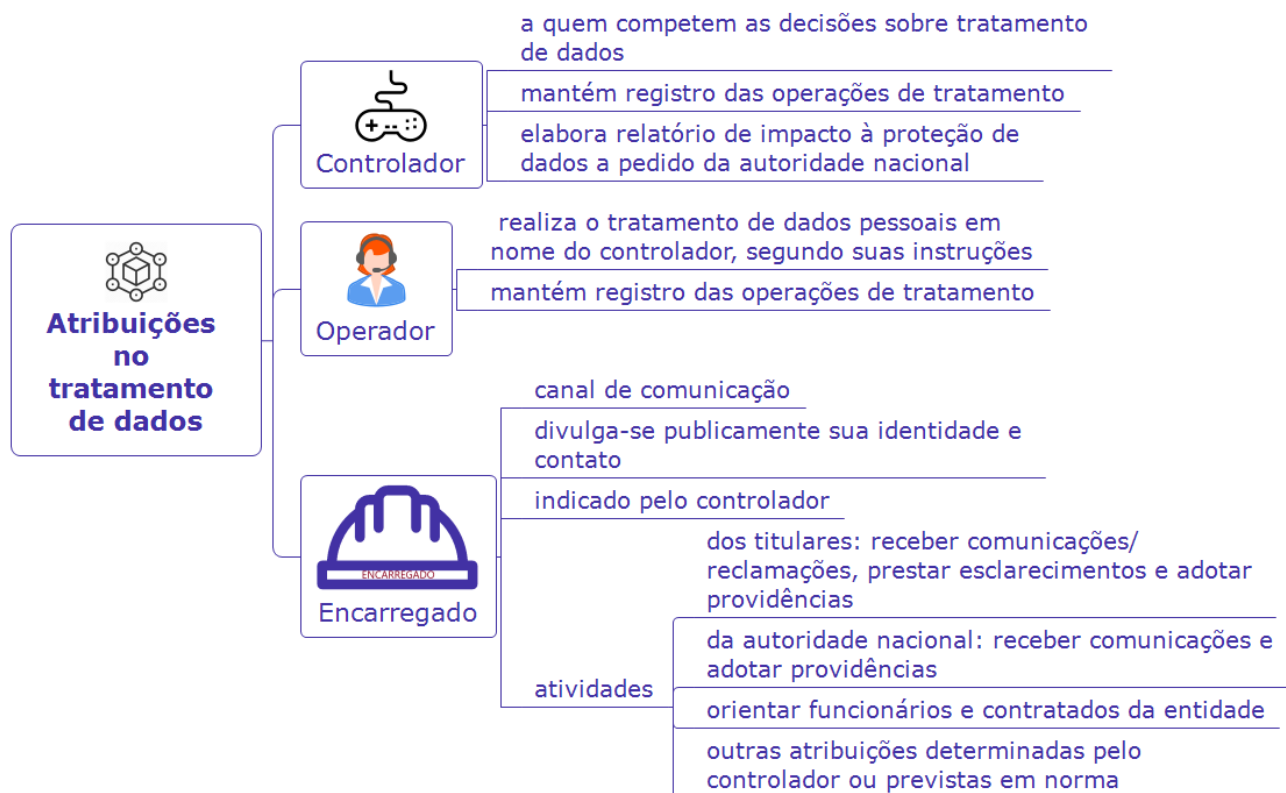 Atribuições
no
tratamento
de dados
Controlador
a quem competem as decisões sobre tratamento
de dados
mantém registro das operações de tratamento
elabora relatório de impacto à proteção de
dados a pedido da autoridade nacional
Operador
realiza o tratamento de dados pessoais em
nome do controlador, segundo suas instruções
mantém registro das operações de tratamento
ENCARREGADO
Encarregado
canal de comunicação
divulga-se publicamente sua identidade e
contato
indicado pelo controlador
atividades
dos titulares: receber comunicações/
reclamações, prestar esclarecimentos e adotar
providências
da autoridade nacional: receber comunicações e
adotar providências
orientar funcionários e contratados da entidade
outras atribuições determinadas pelo
controlador ou previstas em norma